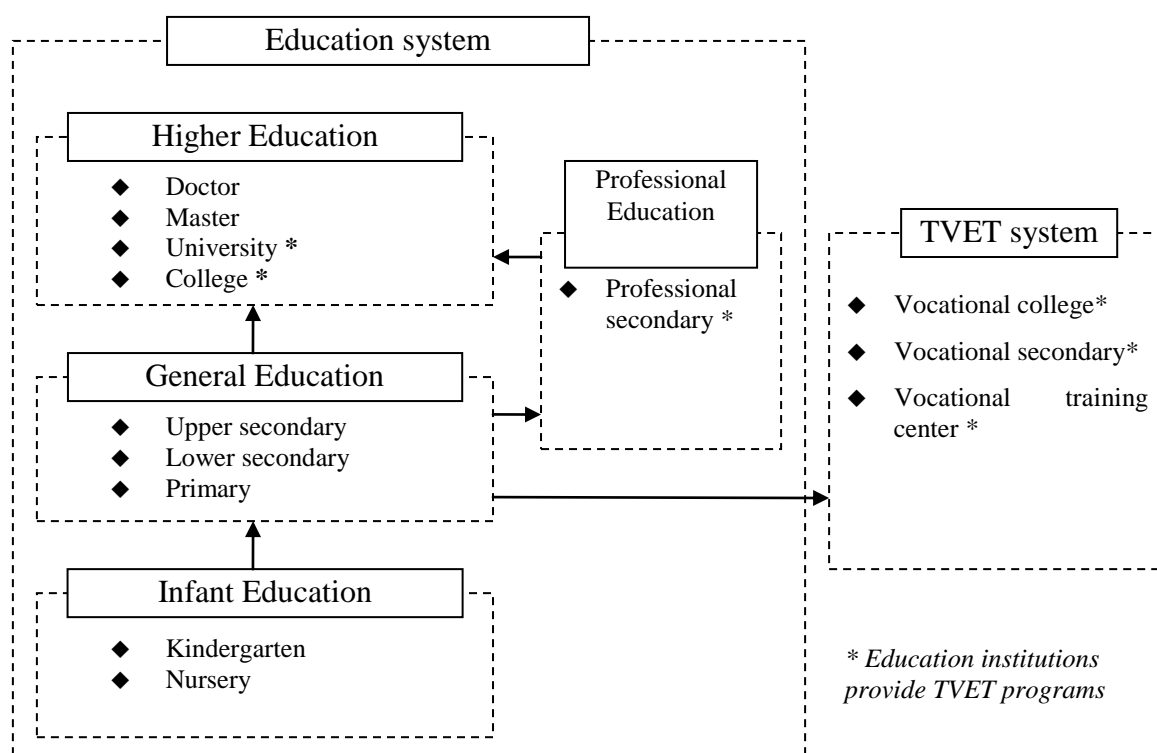 Education system
Higher Education
◆ Doctor
◆ Master
◆ University *
◆ College *
Professional
Education
◆ Professional
secondary *
TVET system
◆ Vocational college*
◆ Vocational secondary*
◆ Vocational training
center *
General Education
◆ Upper secondary
◆ Lower secondary
◆ Primary
Infant Education
◆ Kindergarten
◆ Nursery
* Education institutions
provide TVET programs